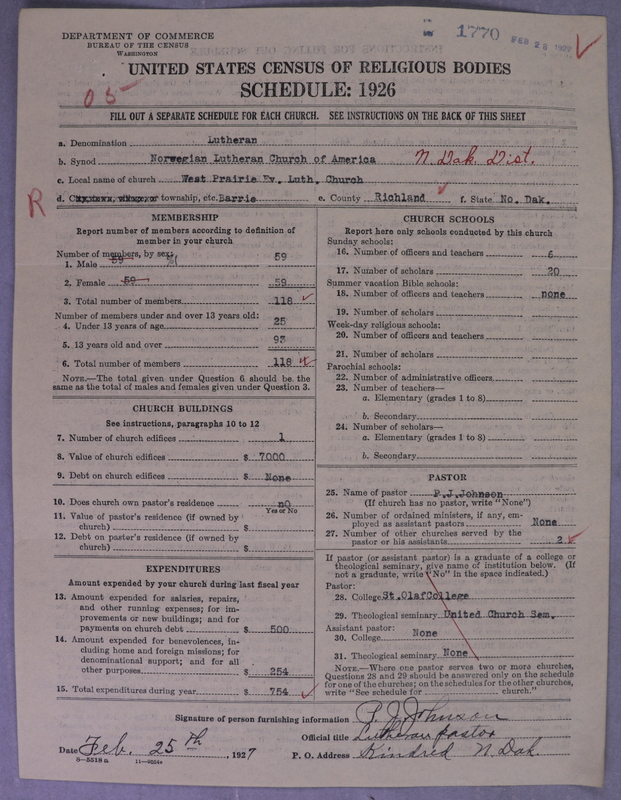 1770 FEB 28 1927
DEPARTMENT OF COMMERCE
BUREAU OF THE CENSUS
WASHINGTON
UNITED STATES CENSUS OF RELIGIOUS BODIES
05
SCHEDULE: 1926
FILL OUT A SEPARATE SCHEDULE FOR EACH CHURCH. SEE INSTRUCTIONS ON THE BACK OF THIS SHEET
a. Denomination Lutheran
b. Synod Norwegian Lutheran Church of America N. Dak. Dist.
c. Local name of church West Prairie Ev. Luth. Church
R d. City, town, village, or township, etc. Barrie e. County Richland f. State No. Dak.
MEMBERSHIP
Report number of members according to definition of
member in your church
Number of members, by sex:
1. Male 59 59
2. Female 59 59
3. Total number of members 118
Number of members under and over 13 years old:
4. Under 13 years of age 25
5. 13 years old and over 93
6. Total number of members 118
NOTE.—The total given under Question 6 should be the
same as the total of males and females given under Question 3.
CHURCH BUILDINGS
See instructions, paragraphs 10 to 12
7. Number of church edifices 1
8. Value of church edifices $ 7000
9. Debt on church edifices $ None
10. Does church own pastor's residence no
Yes or No
11. Value of pastor's residence (if owned by
church) $
12. Debt on pastor's residence (if owned by
church) $
EXPENDITURES
Amount expended by your church during last fiscal year
13. Amount expended for salaries, repairs,
and other running expenses; for im-
provements or new buildings; and for
payments on church debt $ 500
14. Amount expended for benevolences, in-
cluding home and foreign missions; for
denominational support; and for all
other purposes $ 254
15. Total expenditures during year $ 754
CHURCH SCHOOLS
Report here only schools conducted by this church
Sunday schools:
16. Number of officers and teachers 6
17. Number of scholars 20
Summer vacation Bible schools:
18. Number of officers and teachers none
19. Number of scholars
Week-day religious schools:
20. Number of officers and teachers
21. Number of scholars
Parochial schools:
22. Number of administrative officers
23. Number of teachers—
a. Elementary (grades 1 to 8)
b. Secondary
24. Number of scholars—
a. Elementary (grades 1 to 8)
b. Secondary
PASTOR
25. Name of pastor P.J.Johnson
(If church has no pastor, write "None")
26. Number of ordained ministers, if any, em-
ployed as assistant pastors None
27. Number of other churches served by the
pastor or his assistants 2
If pastor (or assistant pastor) is a graduate of a college or
theological seminary, give name of institution below. (If
not a graduate, write "No" in the space indicated.)
Pastor:
28. College St.OlafCollege
29. Theological seminary United Church Sem.
Assistant pastor:
30. College None
31. Theological seminary None
NOTE.—Where one pastor serves two or more churches,
Questions 28 and 29 should be answered only on the schedule
for one of the churches; on the schedules for the other churches,
write "See schedule for church."
Signature of person furnishing information P. J. Johnson
Official title Lutheran Pastor
Date Feb. 25th, 1927 P. O. Address Kindred N. Dak.
8—5518a 11—9051a